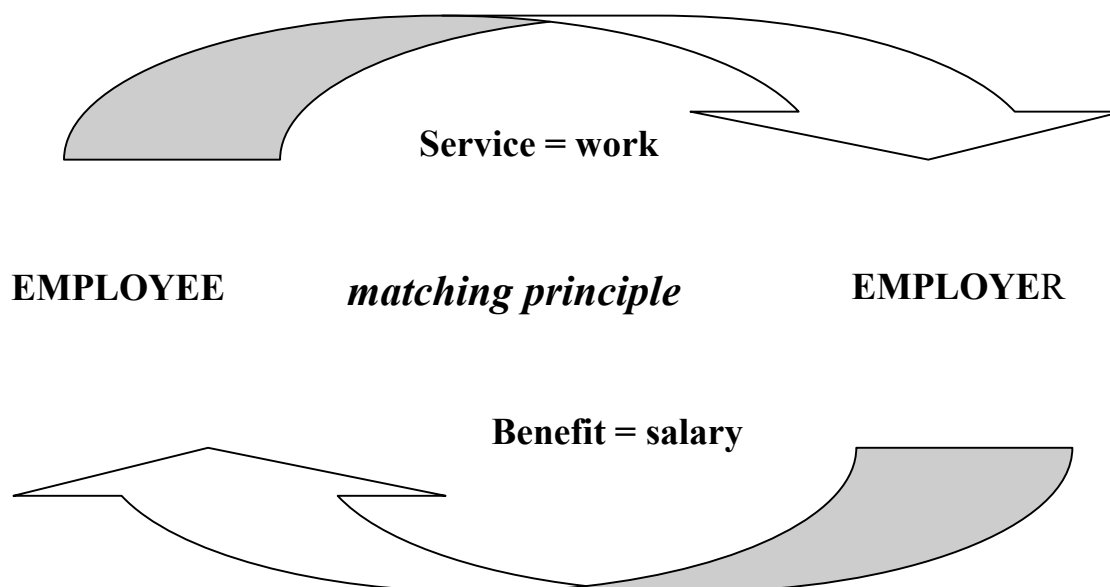 Service = work
EMPLOYEE matching principle EMPLOYER
Benefit = salary